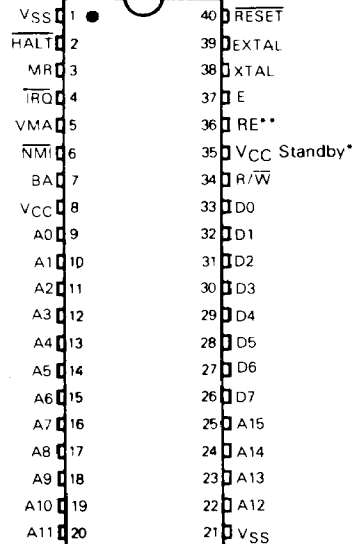 VSS 1 40 RESET
HALT 2 39 EXTAL
MR 3 38 XTAL
IRQ 4 37 E
VMA 5 36 RE**
NMI 6 35 VCC Standby*
BA 7 34 R/W
VCC 8 33 D0
A0 9 32 D1
A1 10 31 D2
A2 11 30 D3
A3 12 29 D4
A4 13 28 D5
A5 14 27 D6
A6 15 26 D7
A7 16 25 A15
A8 17 24 A14
A9 18 23 A13
A10 19 22 A12
A11 20 21 VSS